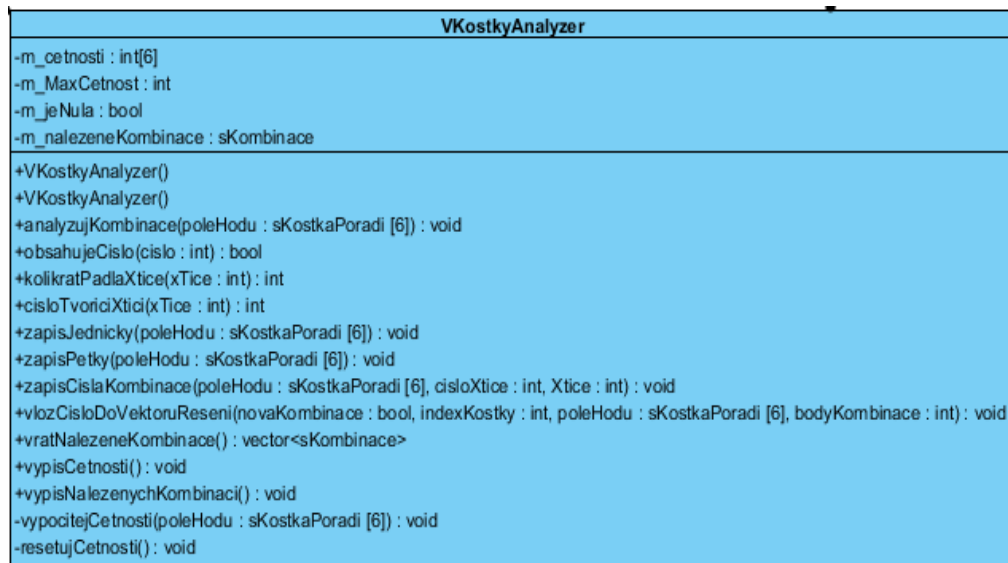 VKostkyAnalyzer
-m_cetnosti : int[6]
-m_MaxCetnost : int
-m_jeNula : bool
-m_nalezeneKombinace : sKombinace
+VKostkyAnalyzer()
+VKostkyAnalyzer()
+analyzujKombinace(poleHodu : sKostkaPoradi [6]) : void
+obsahujeCislo(cislo : int) : bool
+kolikratPadlaXtice(xTice : int) : int
+cisloTvoriciXtici(xTice : int) : int
+zapisJednicky(poleHodu : sKostkaPoradi [6]) : void
+zapisPetky(poleHodu : sKostkaPoradi [6]) : void
+zapisCislaKombinace(poleHodu : sKostkaPoradi [6], cisloXtice : int, Xtice : int) : void
+vlozCisloDoVektoruReseni(novaKombinace : bool, indexKostky : int, poleHodu : sKostkaPoradi [6], bodyKombinace : int) : void
+vratNalezeneKombinace() : vector<sKombinace>
+vypisCetnosti() : void
+vypisNalezenychKombinaci() : void
-vypocitejCetnosti(poleHodu : sKostkaPoradi [6]) : void
-resetujCetnosti() : void